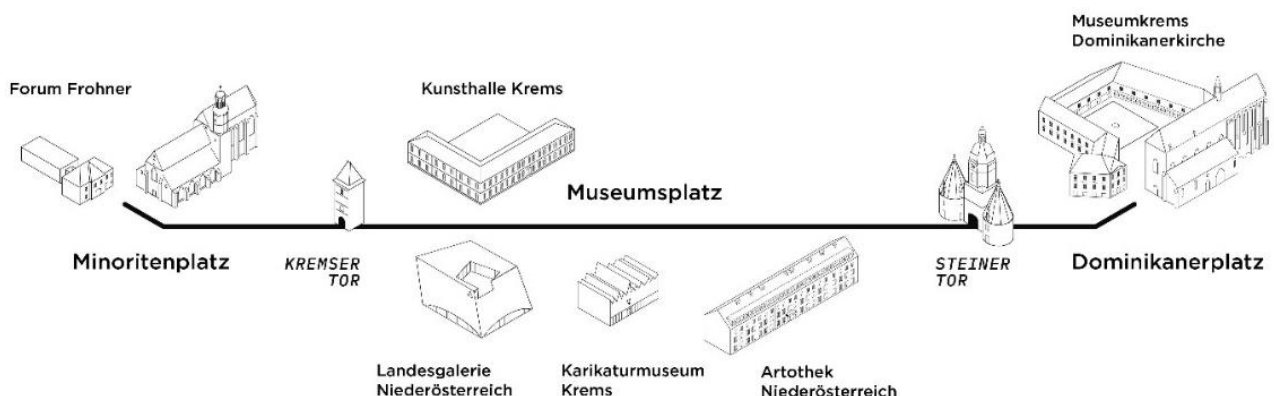 Museumkrems
Dominikanerkirche
Forum Frohner
Kunsthalle Krems
Museumsplatz
Minoritenplatz
KREMSER
TOR
STEINER
TOR
Dominikanerplatz
Landesgalerie
Niederösterreich
Karikaturmuseum
Krems
Artothek
Niederösterreich